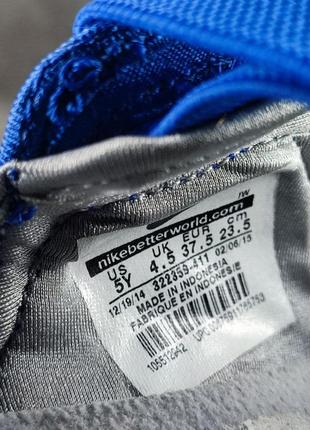 IW
nikebetterworld.com
US UK EUR cm
5Y 4.5 37.5 23.5
12/19/14 322359-411 02/06/15
MADE IN INDONESIA
FABRIQUE EN INDONESIE